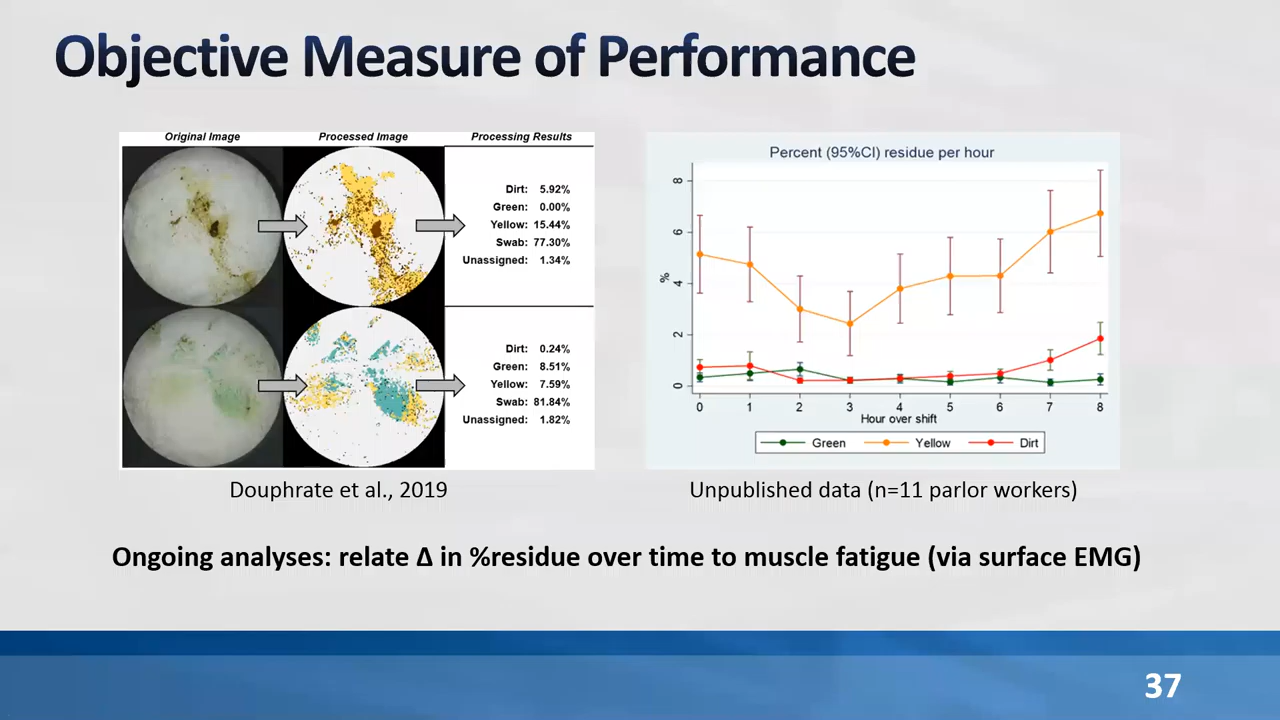 Objective Measure of Performance
Original Image
Processed Image
Processing Results
Dirt: 5.92%
Green: 0.00%
Yellow: 15.44%
Swab: 77.30%
Unassigned: 1.34%
Dirt: 0.24%
Green: 8.51%
Yellow: 7.59%
Swab: 81.84%
Unassigned: 1.82%
Douphrate et al., 2019
Percent (95%CI) residue per hour
%
8
6
4
2
0
0 1 2 3 4 5 6 7 8
Hour over shift
Green Yellow Dirt
Unpublished data (n=11 parlor workers)
Ongoing analyses: relate Δ in %residue over time to muscle fatigue (via surface EMG)
37